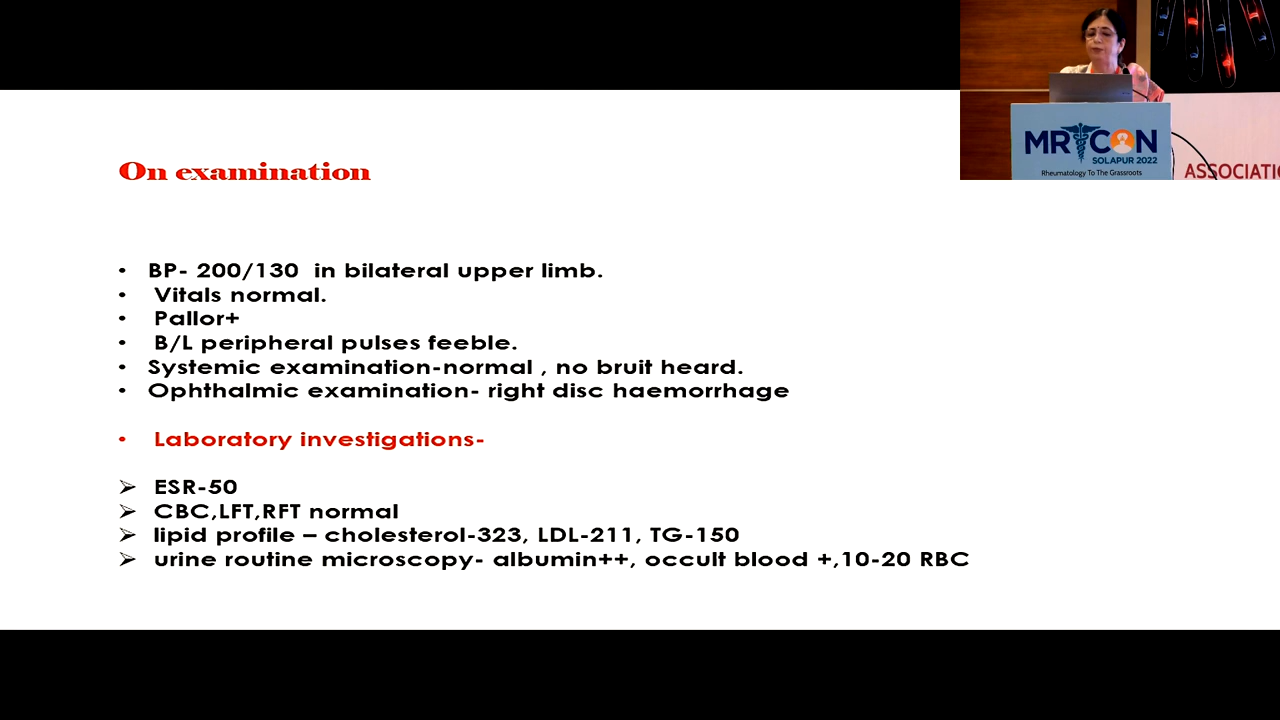 On examination
• BP- 200/130 in bilateral upper limb.
• Vitals normal.
• Pallor+
• B/L peripheral pulses feeble.
• Systemic examination-normal , no bruit heard.
• Ophthalmic examination- right disc haemorrhage
• Laboratory investigations-
➢ ESR-50
➢ CBC,LFT,RFT normal
➢ lipid profile – cholesterol-323, LDL-211, TG-150
➢ urine routine microscopy- albumin++, occult blood +,10-20 RBC
MRCON
SOLAPUR 2022
Rheumatology To The Grassroots